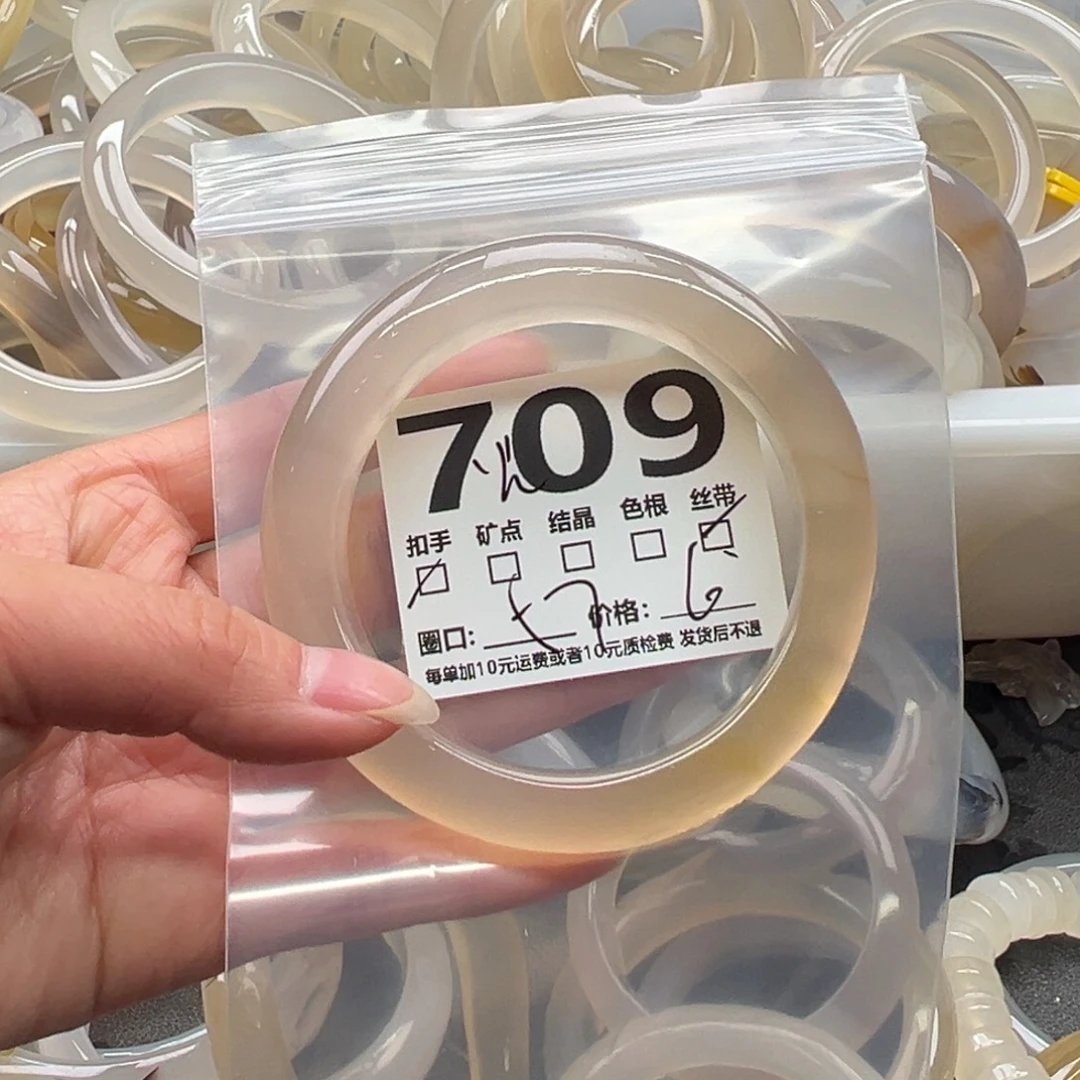 709
扣手 矿点 结晶 色根 丝带
圈口: 价格: 6
每单加10元运费或者10元质检费 发货后不退